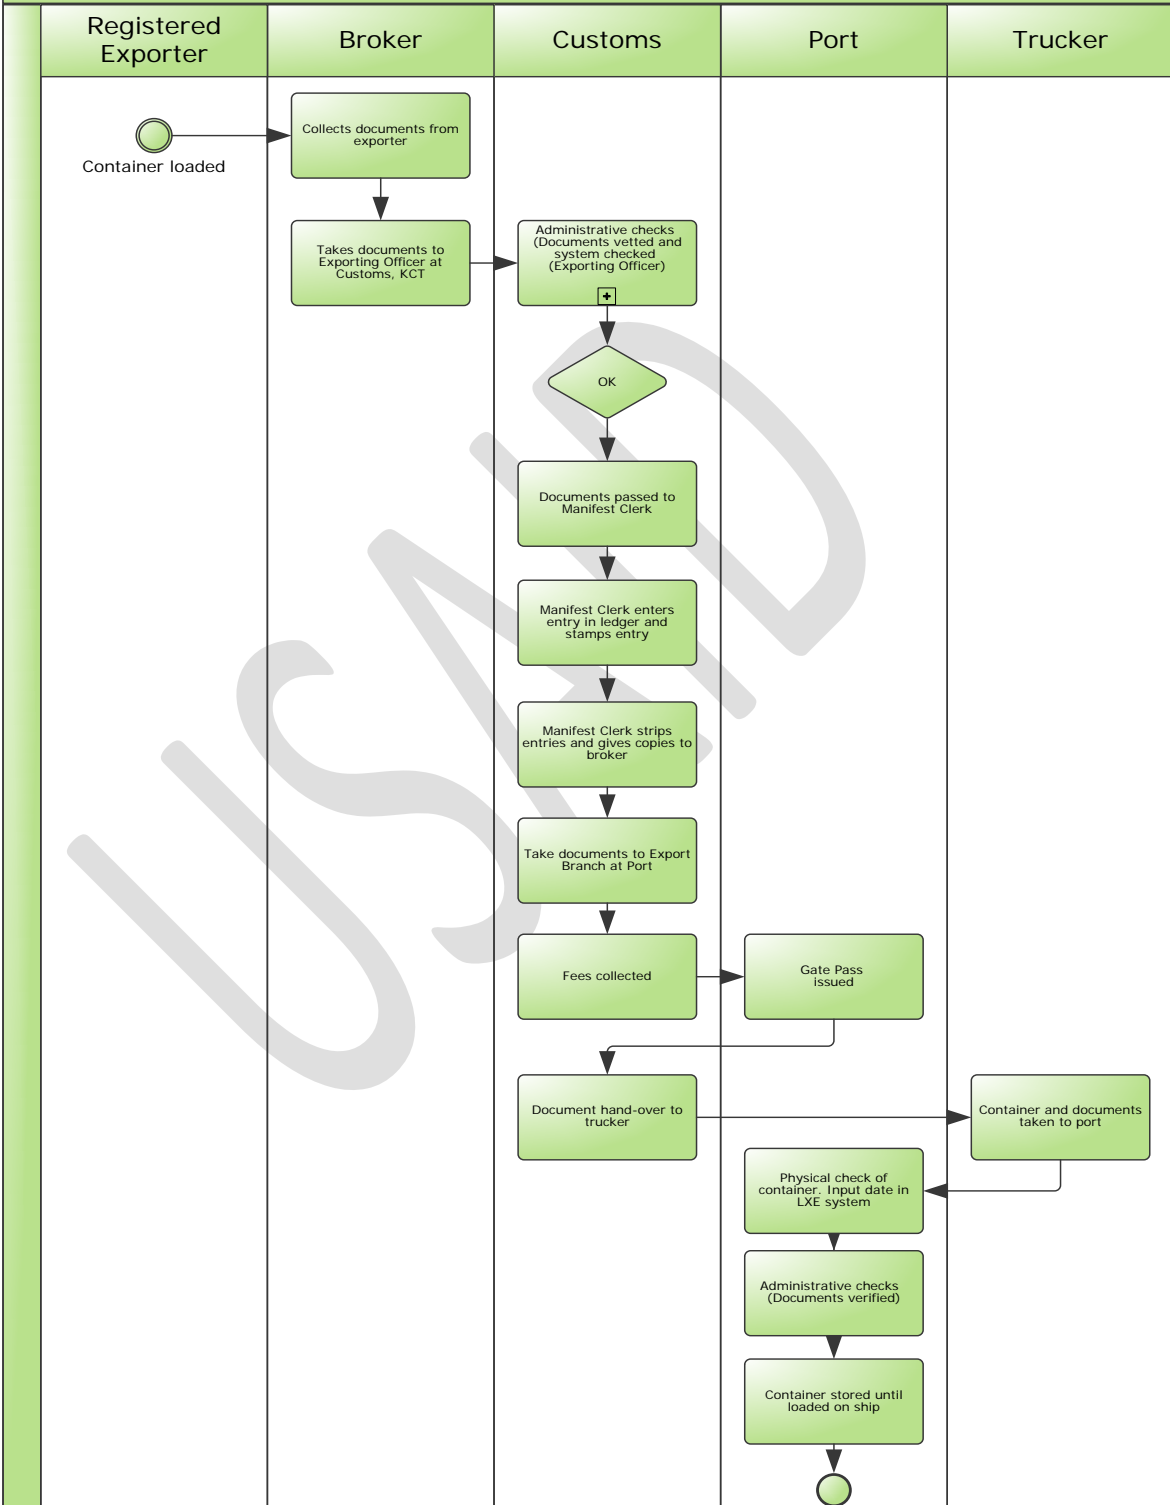 Registered
Exporter
Broker
Customs
Port
Trucker
Collects documents from
exporter
Container loaded
Takes documents to
Exporting Officer at
Customs, KCT
Administrative checks
(Documents vetted and
system checked
(Exporting Officer)
OK
Documents passed to
Manifest Clerk
Manifest Clerk enters
entry in ledger and
stamps entry
Manifest Clerk strips
entries and gives copies to
broker
Take documents to Export
Branch at Port
Fees collected
Gate Pass
issued
Document hand-over to
trucker
Container and documents
taken to port
Physical check of
container. Input date in
LXE system
Administrative checks
(Documents verified)
Container stored until
loaded on ship
USAID